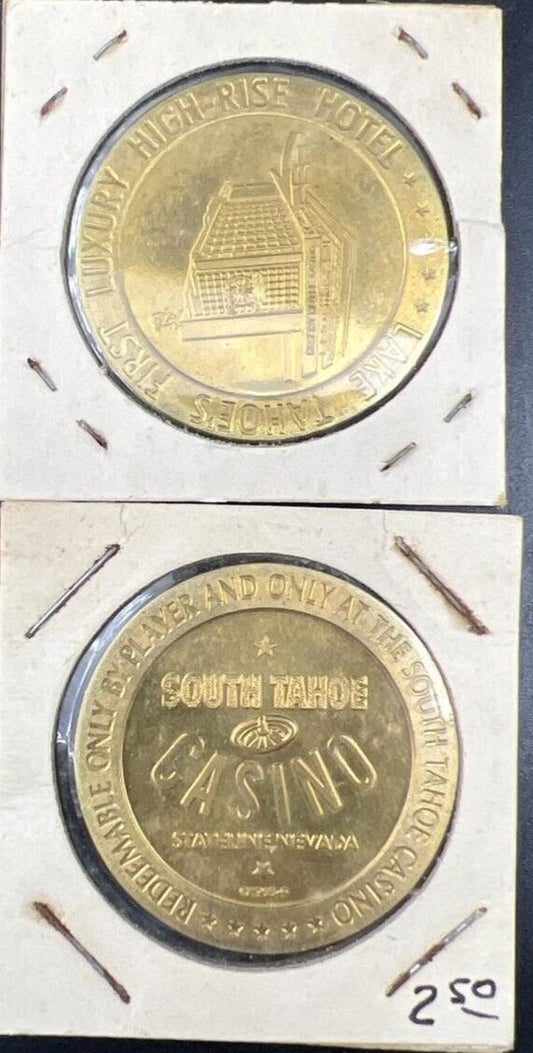 LAKE TAHOE'S FIRST LUXURY HIGH-RISE HOTEL
REDEEMABLE ONLY BY PLAYER AND ONLY AT THE SOUTH TAHOE CASINO
SOUTH TAHOE
CASINO
STATELINE, NEVADA
2 50